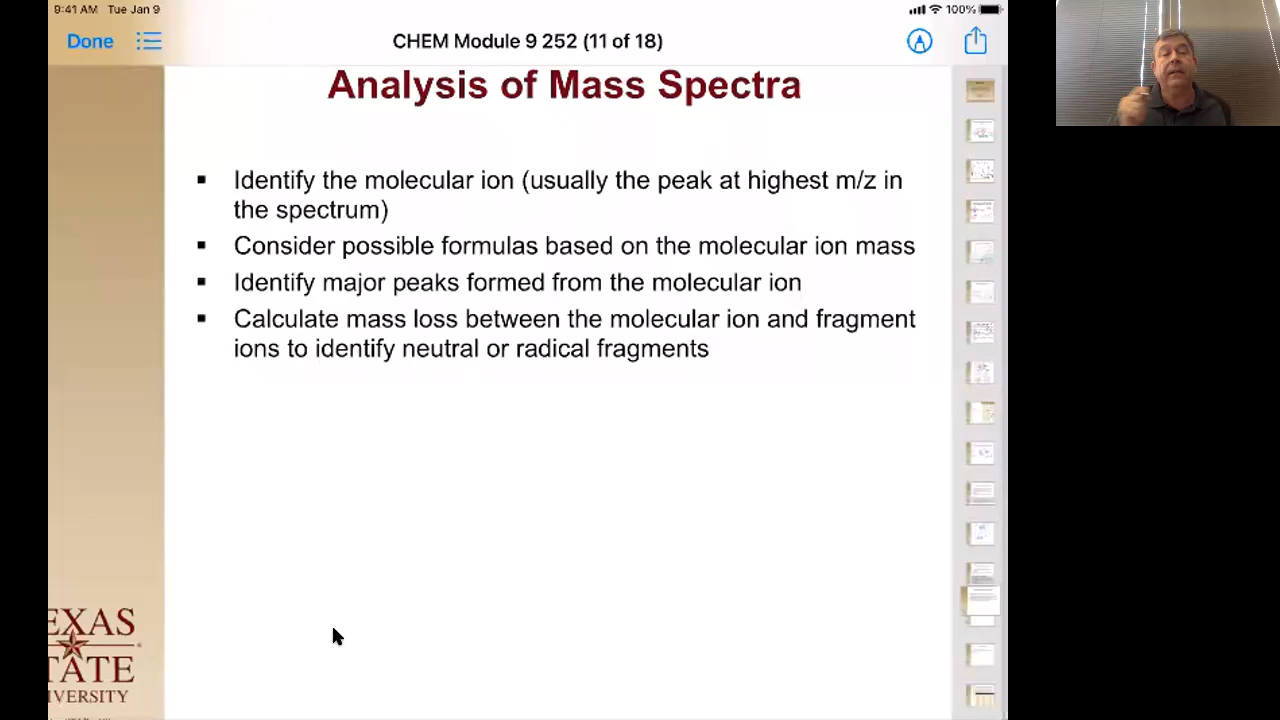 9:41 AM Tue Jan 9
100%
Done
CHEM Module 9 252 (11 of 18)
Analysis of Mass Spectra
▪ Identify the molecular ion (usually the peak at highest m/z in
the spectrum)
▪ Consider possible formulas based on the molecular ion mass
▪ Identify major peaks formed from the molecular ion
▪ Calculate mass loss between the molecular ion and fragment
ions to identify neutral or radical fragments
EXAS
TATE
IVERSITY